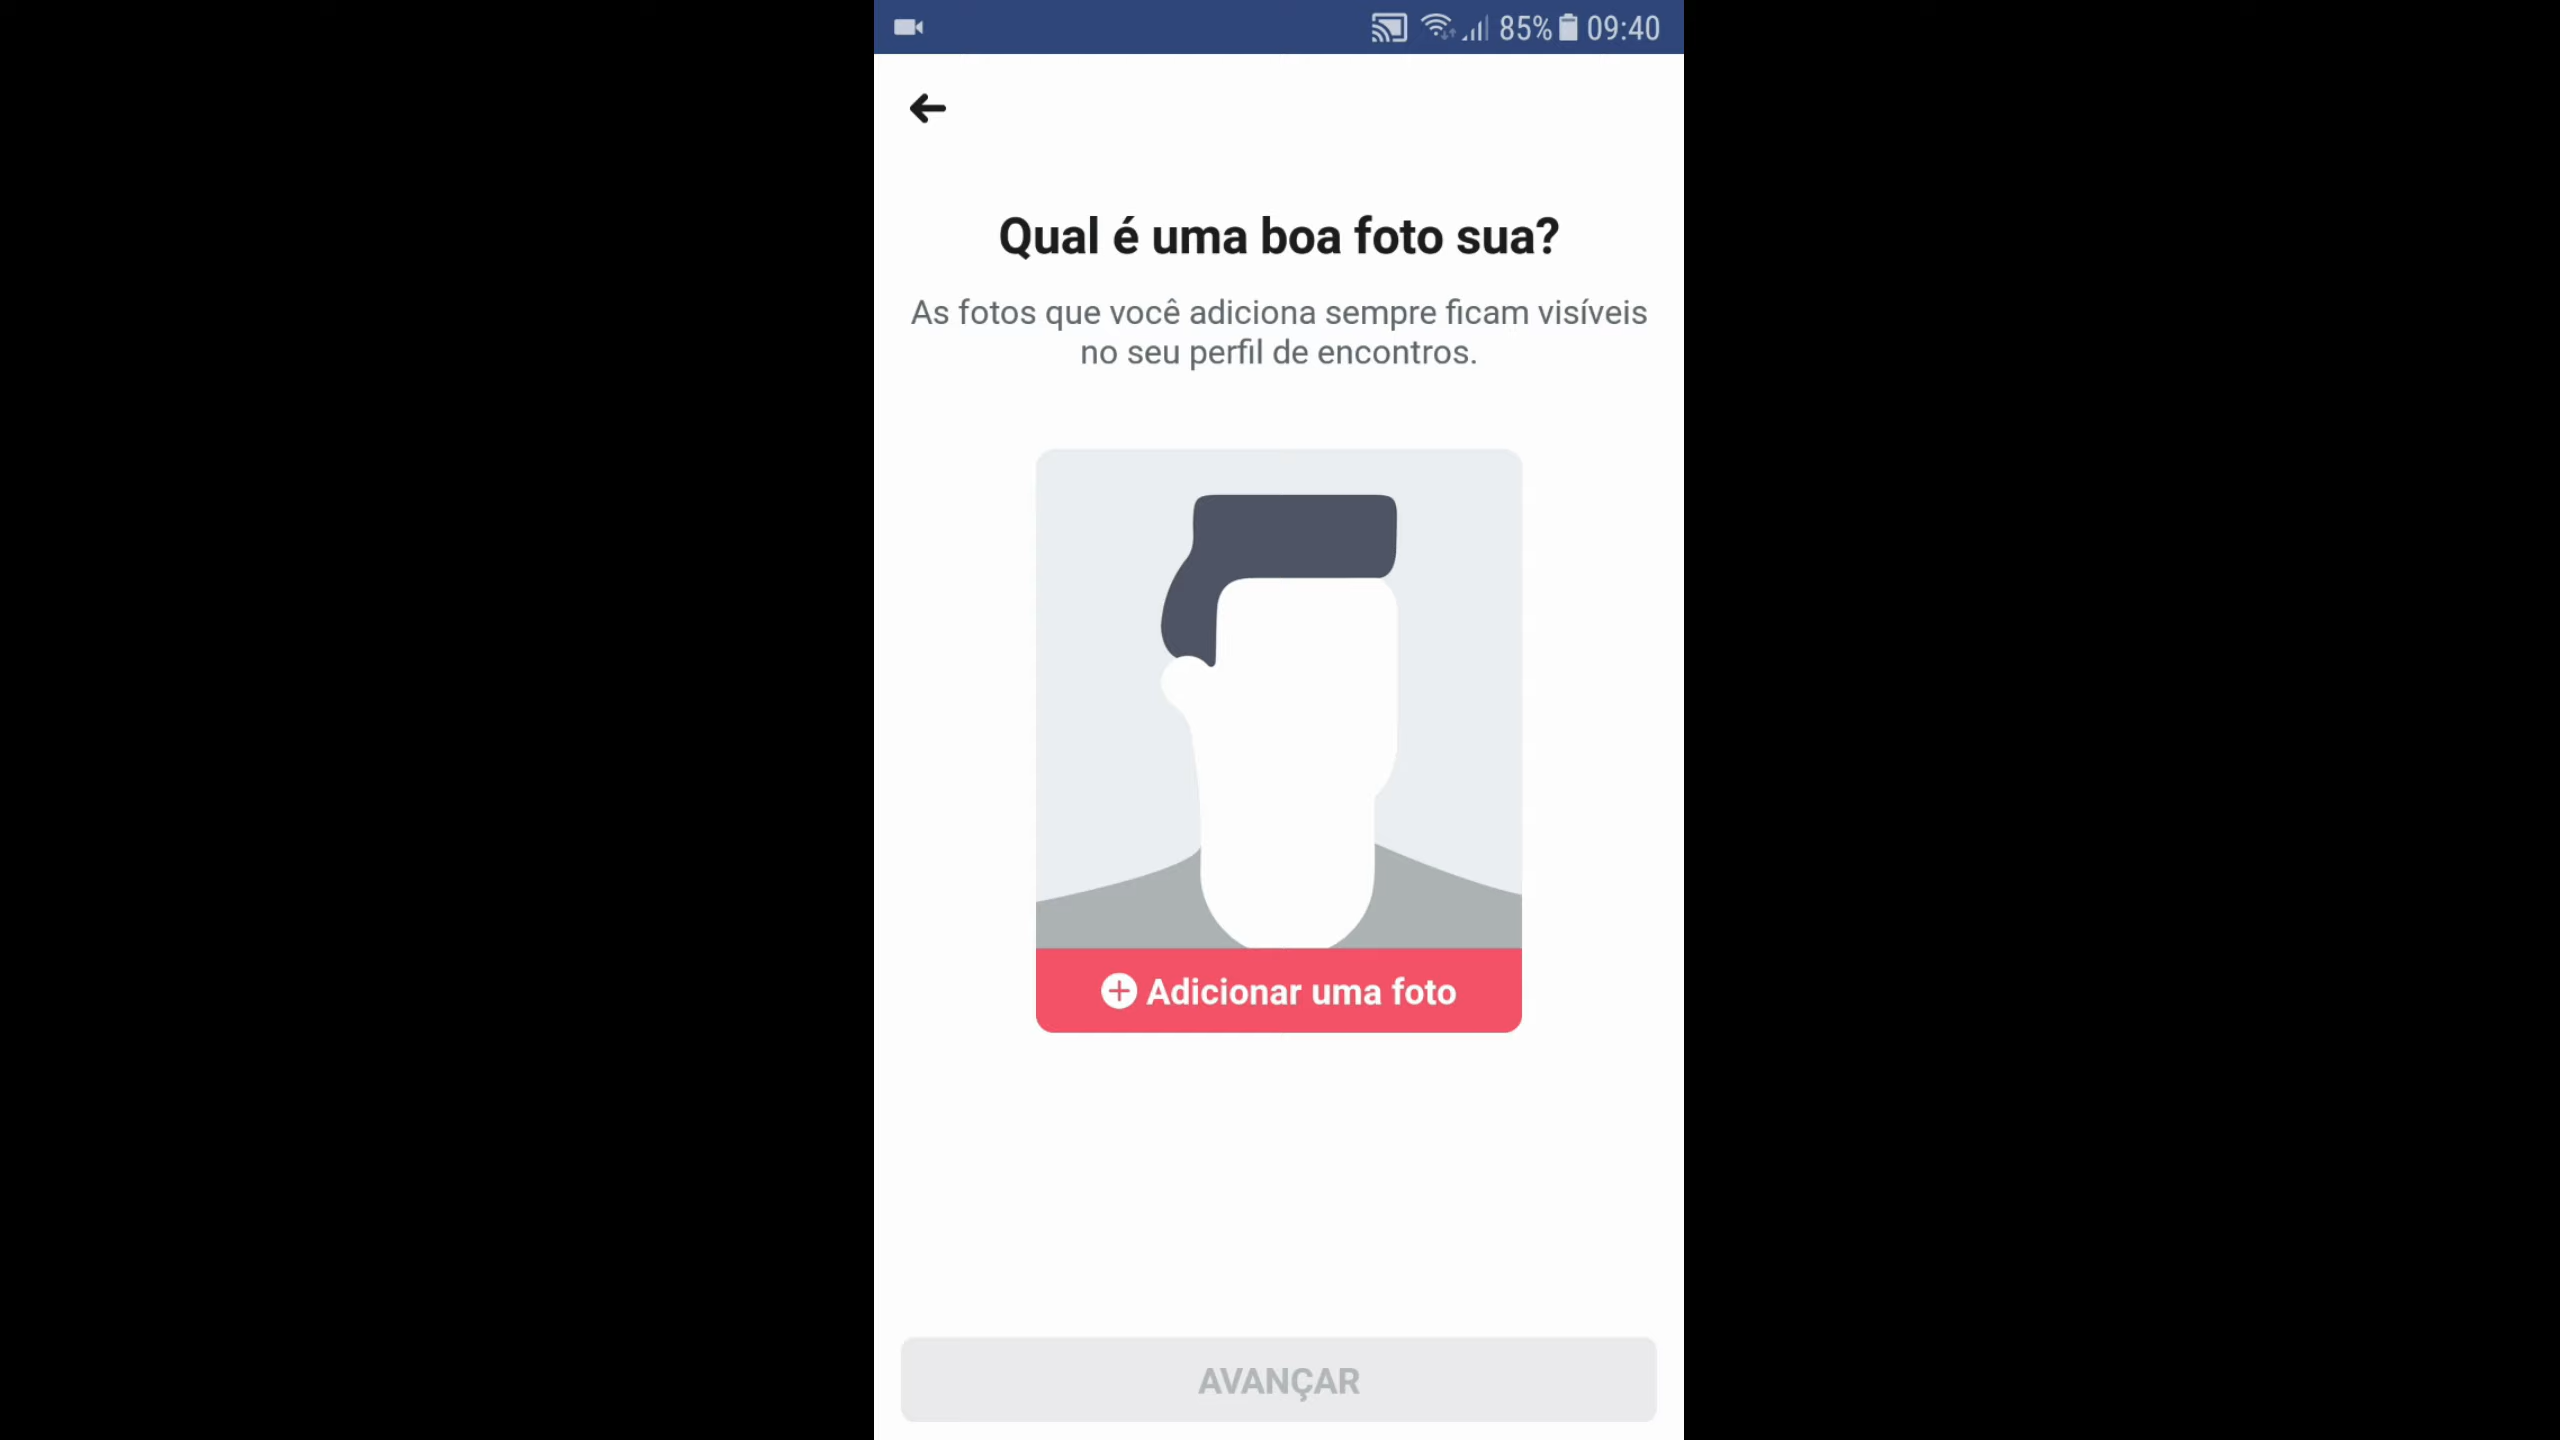 85% 09:40
Qual é uma boa foto sua?
As fotos que você adiciona sempre ficam visíveis
no seu perfil de encontros.
Adicionar uma foto
AVANÇAR